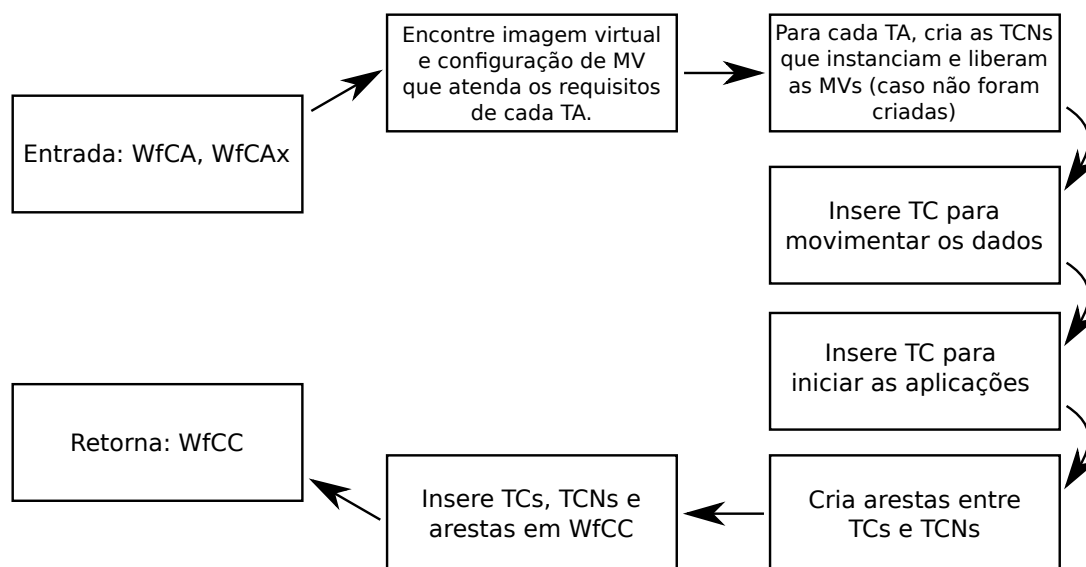 Entrada: WfCA, WfCAx
Encontre imagem virtual
e configuração de MV
que atenda os requisitos
de cada TA.
Para cada TA, cria as TCNs
que instanciam e liberam
as MVs (caso não foram
criadas)
Insere TC para
movimentar os dados
Insere TC para
iniciar as aplicações
Cria arestas entre
TCs e TCNs
Insere TCs, TCNs e
arestas em WfCC
Retorna: WfCC